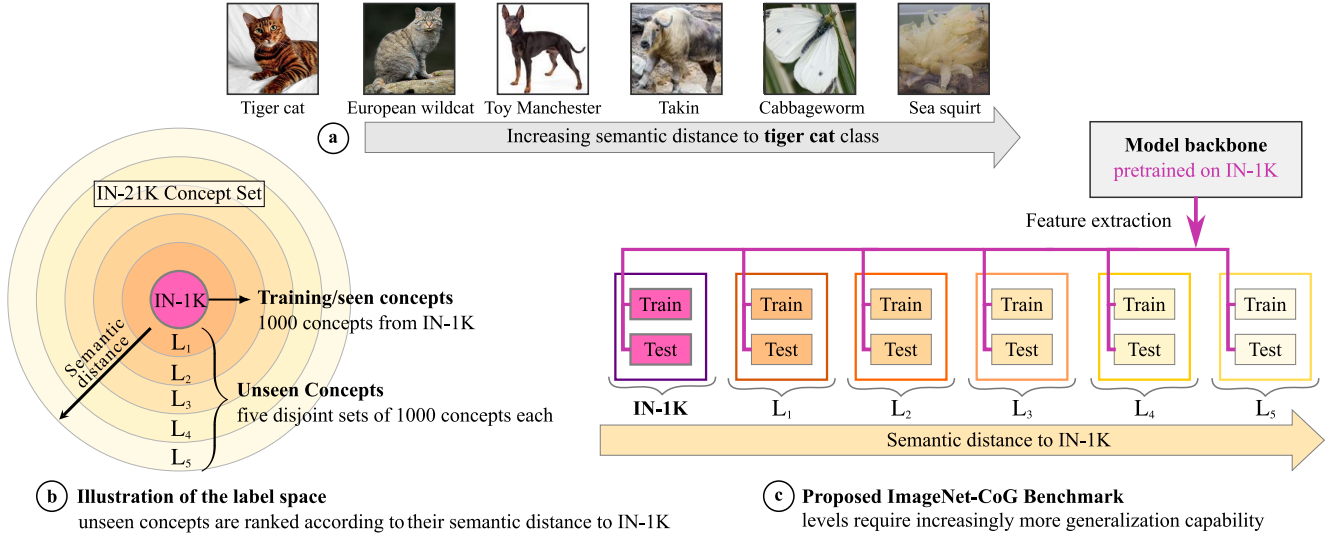 Tiger cat
European wildcat
Toy Manchester
Takin
Cabbageworm
Sea squirt
a
Increasing semantic distance to tiger cat class
IN-21K Concept Set
IN-1K
Training/seen concepts
1000 concepts from IN-1K
Semantic
distance
L1
L2
L3
L4
L5
Unseen Concepts
five disjoint sets of 1000 concepts each
b Illustration of the label space
unseen concepts are ranked according to their semantic distance to IN-1K
Model backbone
pretrained on IN-1K
Feature extraction
Train
Test
Train
Test
Train
Test
Train
Test
Train
Test
Train
Test
IN-1K
L1
L2
L3
L4
L5
Semantic distance to IN-1K
c Proposed ImageNet-CoG Benchmark
levels require increasingly more generalization capability